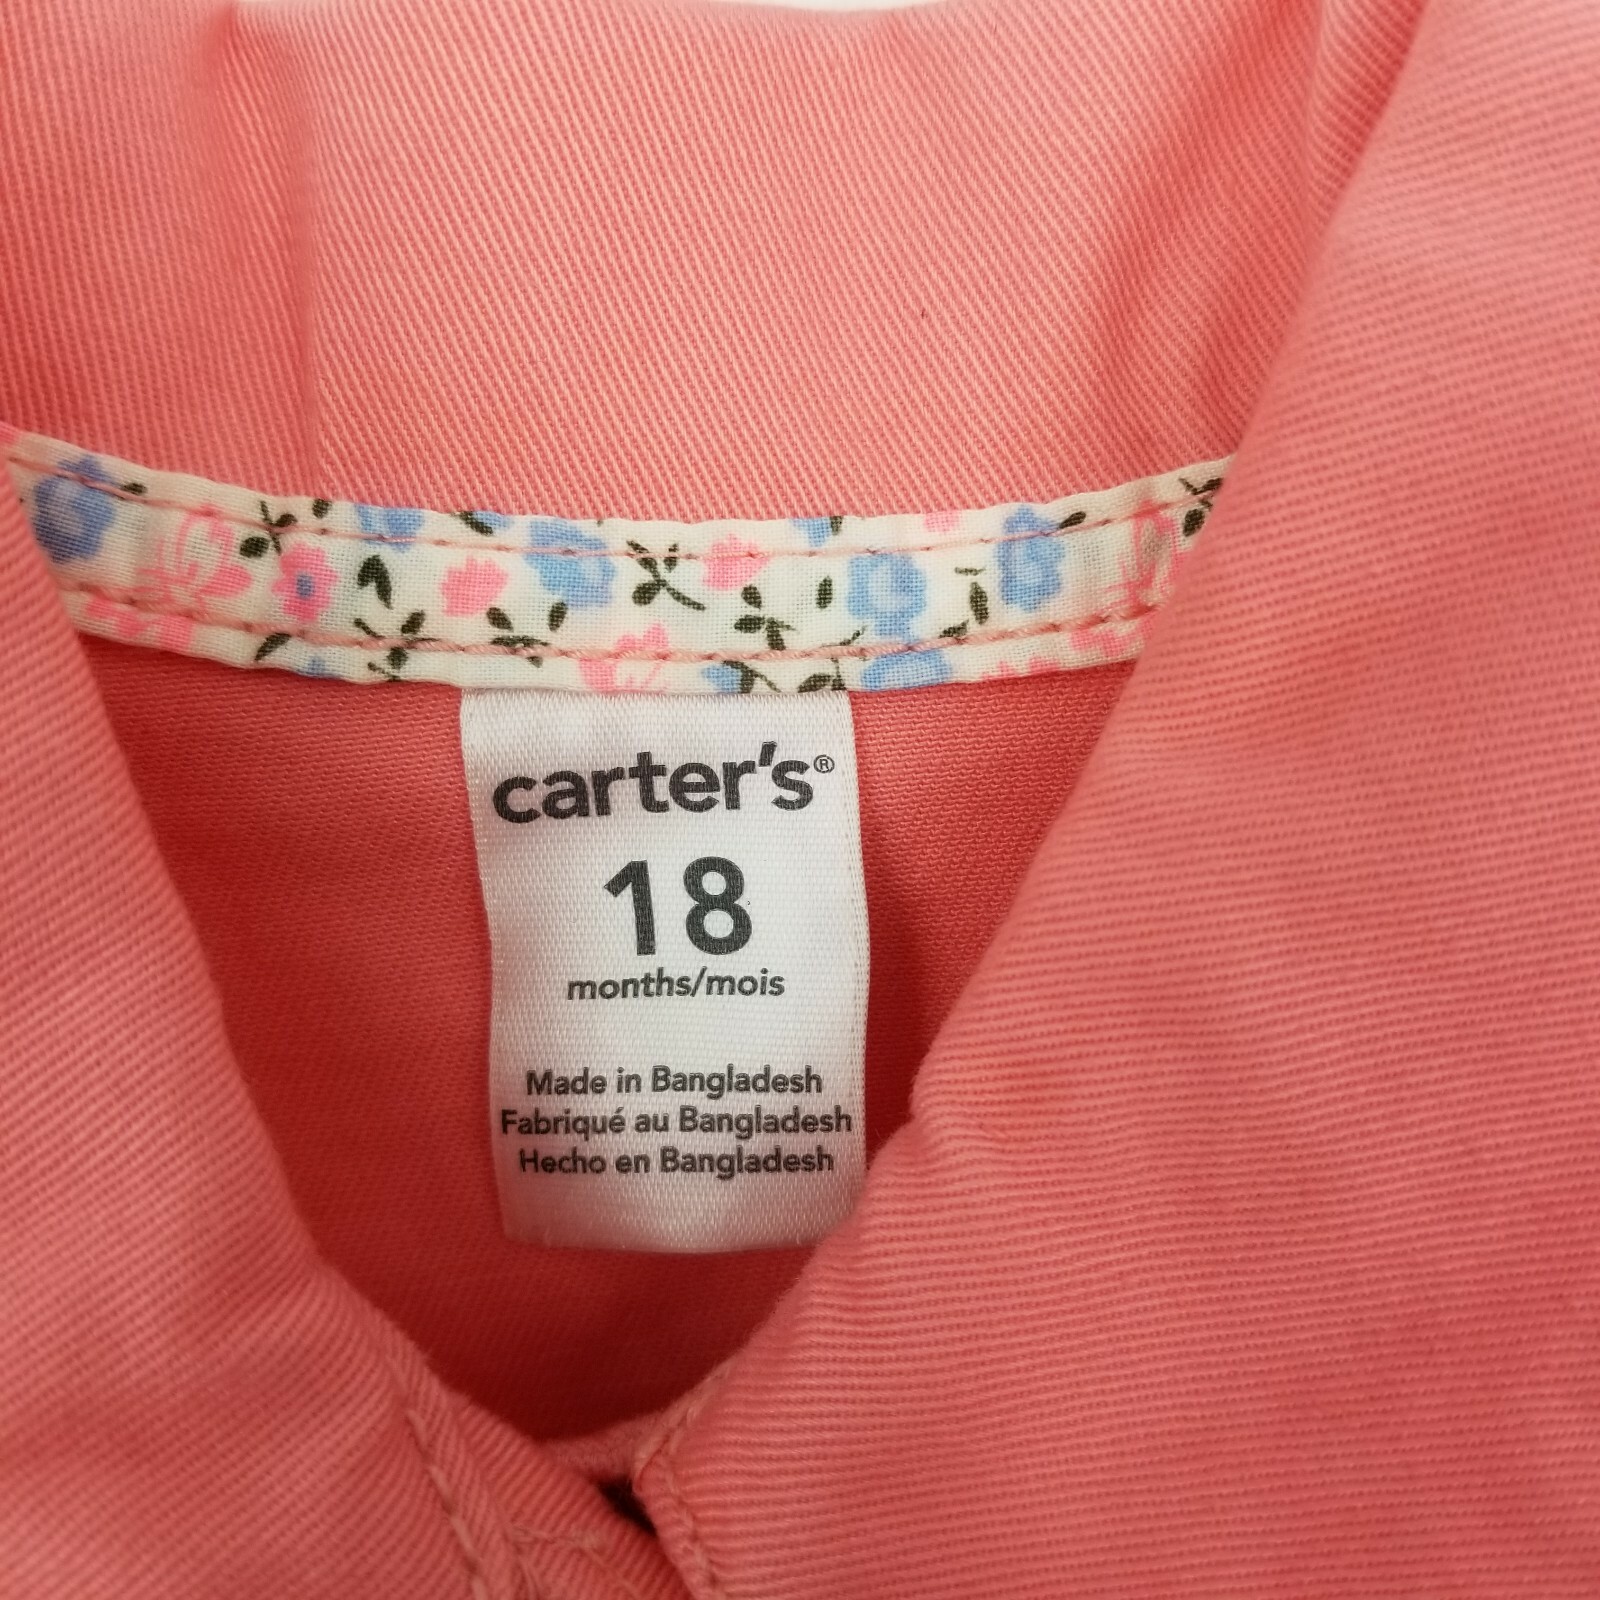 carter's®
18
months/mois
Made in Bangladesh
Fabriqué au Bangladesh
Hecho en Bangladesh